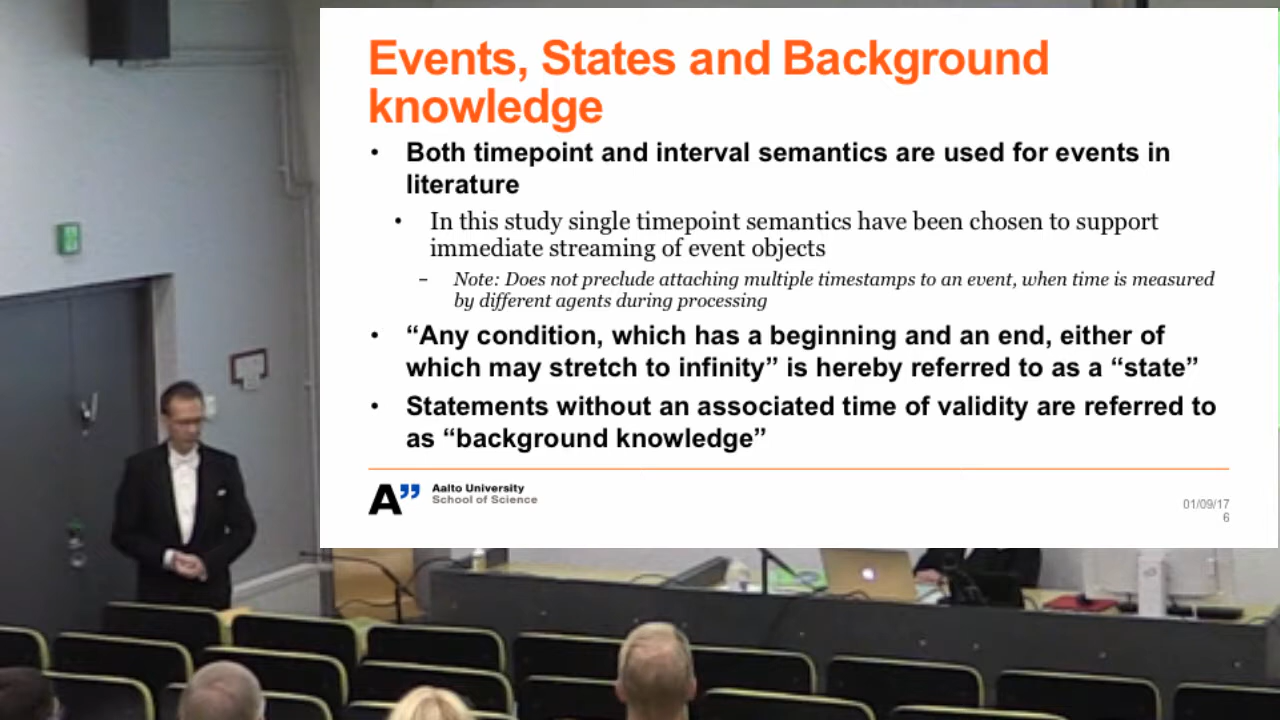 Events, States and Background
knowledge
• Both timepoint and interval semantics are used for events in
literature
• In this study single timepoint semantics have been chosen to support
immediate streaming of event objects
– Note: Does not preclude attaching multiple timestamps to an event, when time is measured
by different agents during processing
• “Any condition, which has a beginning and an end, either of
which may stretch to infinity” is hereby referred to as a “state”
• Statements without an associated time of validity are referred to
as “background knowledge”
A”
Aalto University
School of Science
01/09/17
6